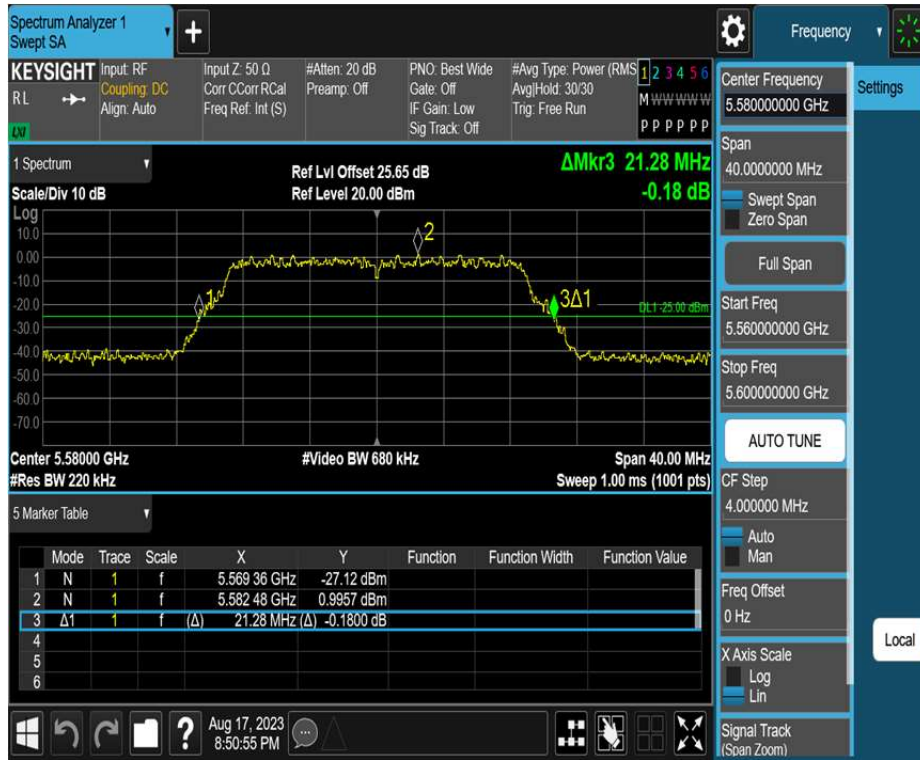 Spectrum Analyzer 1
Swept SA
+
Frequency
KEYSIGHT
RL
LXI
Input: RF
Coupling: DC
Align: Auto
Input Z: 50 Ω
Corr CCorr RCal
Freq Ref: Int (S)
#Atten: 20 dB
Preamp: Off
PNO: Best Wide
Gate: Off
IF Gain: Low
Sig Track: Off
#Avg Type: Power (RMS
Avg|Hold: 30/30
Trig: Free Run
1 2 3 4 5 6
M W W W W W
P P P P P P
1 Spectrum
Scale/Div 10 dB
Ref Lvl Offset 25.65 dB
Ref Level 20.00 dBm
ΔMkr3 21.28 MHz
-0.18 dB
Log
10.0
0.00
-10.0
-20.0
-30.0
-40.0
-50.0
-60.0
-70.0
1
2
3Δ1
DL1 -25.00 dBm
Center 5.58000 GHz
#Res BW 220 kHz
#Video BW 680 kHz
Span 40.00 MHz
Sweep 1.00 ms (1001 pts)
5 Marker Table
Mode Trace Scale X Y Function Function Width Function Value
1 N 1 f 5.569 36 GHz -27.12 dBm
2 N 1 f 5.582 48 GHz 0.9957 dBm
3 Δ1 1 f (Δ) 21.28 MHz (Δ) -0.1800 dB
4
5
6
Aug 17, 2023
8:50:55 PM
?
Center Frequency
5.580000000 GHz
Settings
Span
40.0000000 MHz
Swept Span
Zero Span
Full Span
Start Freq
5.560000000 GHz
Stop Freq
5.600000000 GHz
AUTO TUNE
CF Step
4.000000 MHz
Auto
Man
Freq Offset
0 Hz
Local
X Axis Scale
Log
Lin
Signal Track
(Span Zoom)